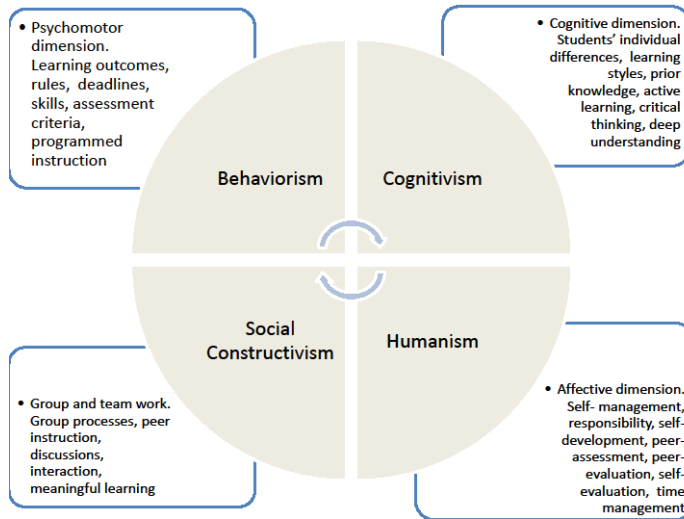 • Psychomotor
dimension.
Learning outcomes,
rules, deadlines,
skills, assessment
criteria,
programmed
instruction
• Cognitive dimension.
Students' individual
differences, learning
styles, prior
knowledge, active
learning, critical
thinking, deep
understanding
Behaviorism
Cognitivism
Social
Constructivism
Humanism
• Group and team work.
Group processes, peer
instruction,
discussions,
interaction,
meaningful learning
• Affective dimension.
Self- management,
responsibility, self-
development, peer-
assessment, peer-
evaluation, self-
evaluation, time
management